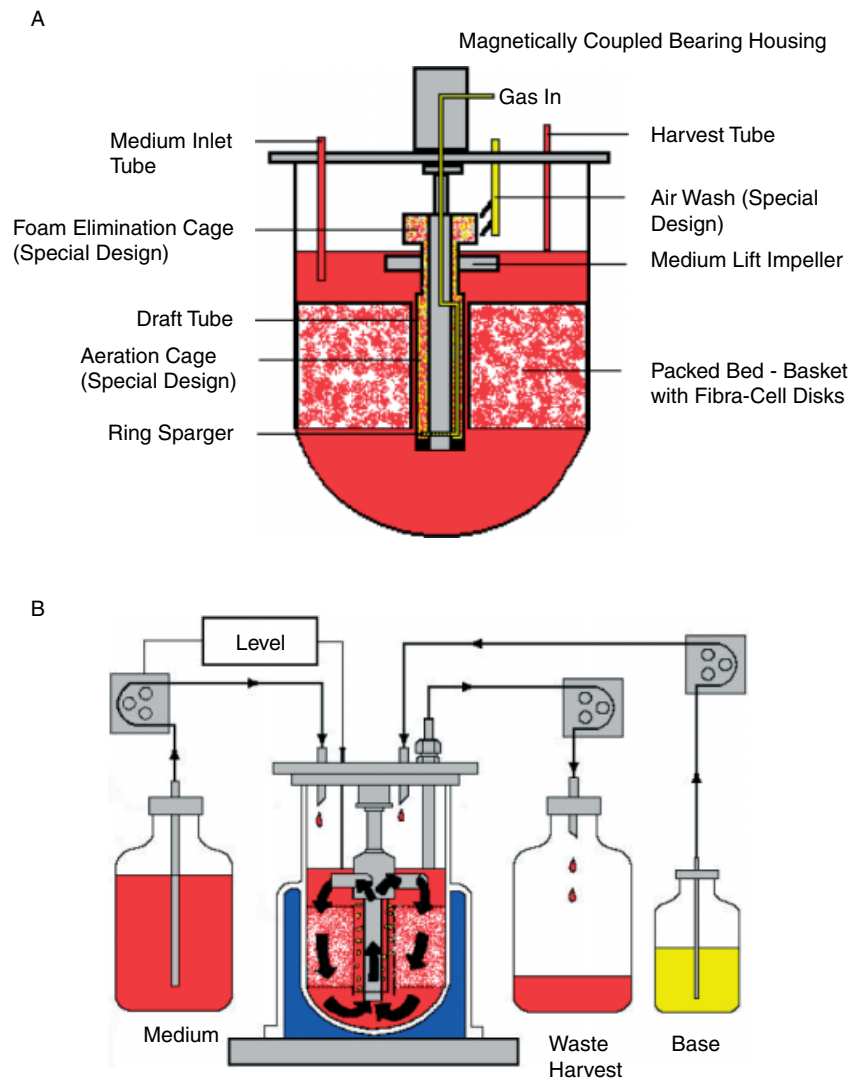 A
Magnetically Coupled Bearing Housing
Gas In
Medium Inlet
Tube
Harvest Tube
Air Wash (Special
Design)
Foam Elimination Cage
(Special Design)
Medium Lift Impeller
Draft Tube
Aeration Cage
(Special Design)
Packed Bed - Basket
with Fibra-Cell Disks
Ring Sparger
B
Level
Medium
Waste
Harvest
Base